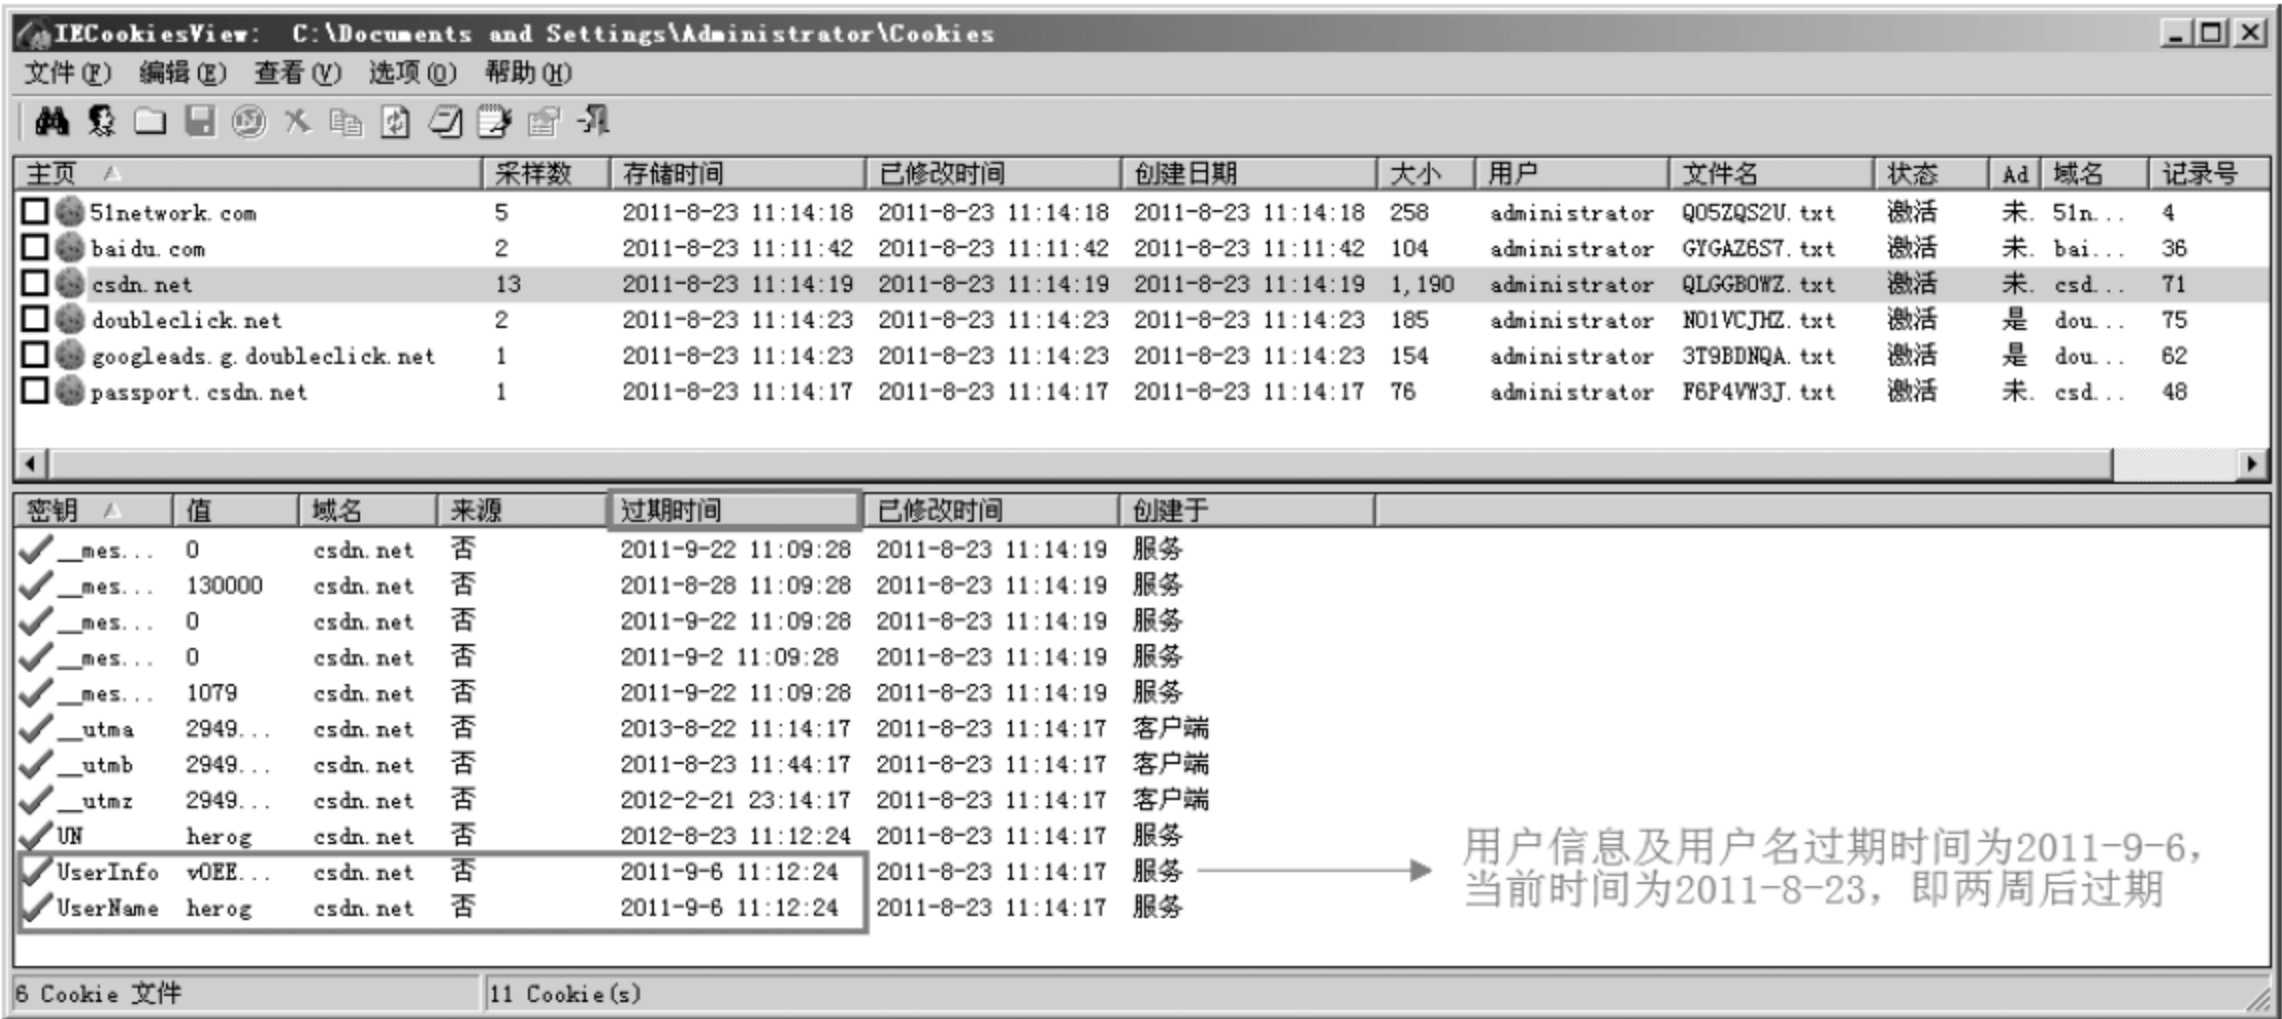 IECookiesView: C:\Documents and Settings\Administrator\Cookies
文件(F) 编辑(E) 查看(V) 选项(O) 帮助(H)
主页 采样数 存储时间 已修改时间 创建日期 大小 用户 文件名 状态 Ad 域名 记录号
51network.com 5 2011-8-23 11:14:18 2011-8-23 11:14:18 2011-8-23 11:14:18 258 administrator QO5ZQS2U.txt 激活 未. 51n... 4
baidu.com 2 2011-8-23 11:11:42 2011-8-23 11:11:42 2011-8-23 11:11:42 104 administrator GYGAZ6S7.txt 激活 未. bai... 36
csdn.net 13 2011-8-23 11:14:19 2011-8-23 11:14:19 2011-8-23 11:14:19 1,190 administrator QLGGBOWZ.txt 激活 未. csd... 71
doubleclick.net 2 2011-8-23 11:14:23 2011-8-23 11:14:23 2011-8-23 11:14:23 185 administrator NO1VCJHZ.txt 激活 是 dou... 75
googleads.g.doubleclick.net 1 2011-8-23 11:14:23 2011-8-23 11:14:23 2011-8-23 11:14:23 154 administrator 3T9BDNQA.txt 激活 是 dou... 62
passport.csdn.net 1 2011-8-23 11:14:17 2011-8-23 11:14:17 2011-8-23 11:14:17 76 administrator F6P4VW3J.txt 激活 未. csd... 48
密钥 值 域名 来源 过期时间 已修改时间 创建于
__mes... 0 csdn.net 否 2011-9-22 11:09:28 2011-8-23 11:14:19 服务
__mes... 130000 csdn.net 否 2011-8-28 11:09:28 2011-8-23 11:14:19 服务
__mes... 0 csdn.net 否 2011-9-22 11:09:28 2011-8-23 11:14:19 服务
__mes... 0 csdn.net 否 2011-9-2 11:09:28 2011-8-23 11:14:19 服务
__mes... 1079 csdn.net 否 2011-9-22 11:09:28 2011-8-23 11:14:19 服务
__utma 2949... csdn.net 否 2013-8-22 11:14:17 2011-8-23 11:14:17 客户端
__utmb 2949... csdn.net 否 2011-8-23 11:44:17 2011-8-23 11:14:17 客户端
__utmz 2949... csdn.net 否 2012-2-21 23:14:17 2011-8-23 11:14:17 客户端
UN herog csdn.net 否 2012-8-23 11:12:24 2011-8-23 11:14:17 服务
UserInfo vOEE... csdn.net 否 2011-9-6 11:12:24 2011-8-23 11:14:17 服务
UserName herog csdn.net 否 2011-9-6 11:12:24 2011-8-23 11:14:17 服务
用户信息及用户名过期时间为2011-9-6,
当前时间为2011-8-23, 即两周后过期
6 Cookie 文件 11 Cookie(s)